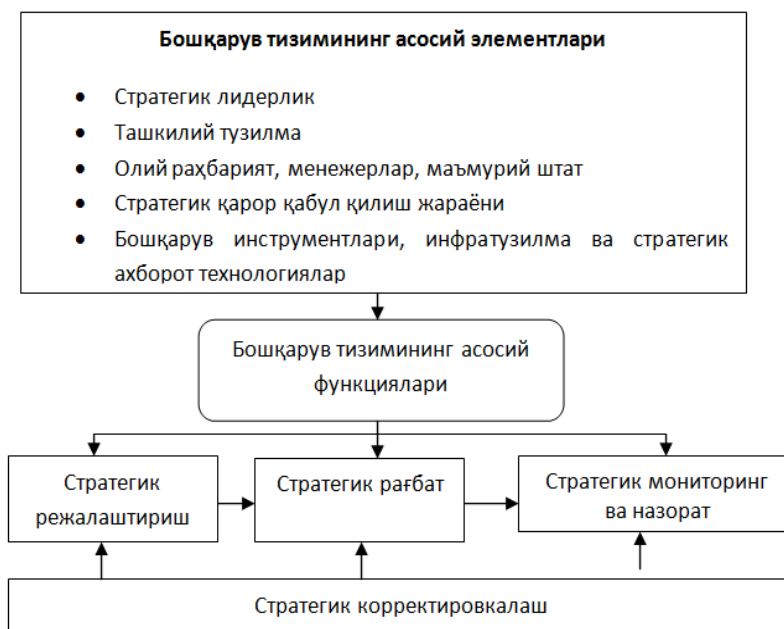 Бошқарув тизимининг асосий элементлари
• Стратегик лидерлик
• Ташкилий тузилма
• Олий раҳбарият, менежерлар, маъмурий штат
• Стратегик қарор қабул қилиш жараёни
• Бошқарув инструментлари, инфратузилма ва стратегик
ахборот технологиялар
Бошқарув тизимининг асосий
функциялари
Стратегик
режалаштириш
Стратегик рағбат
Стратегик мониторинг
ва назорат
Стратегик корректировкалаш